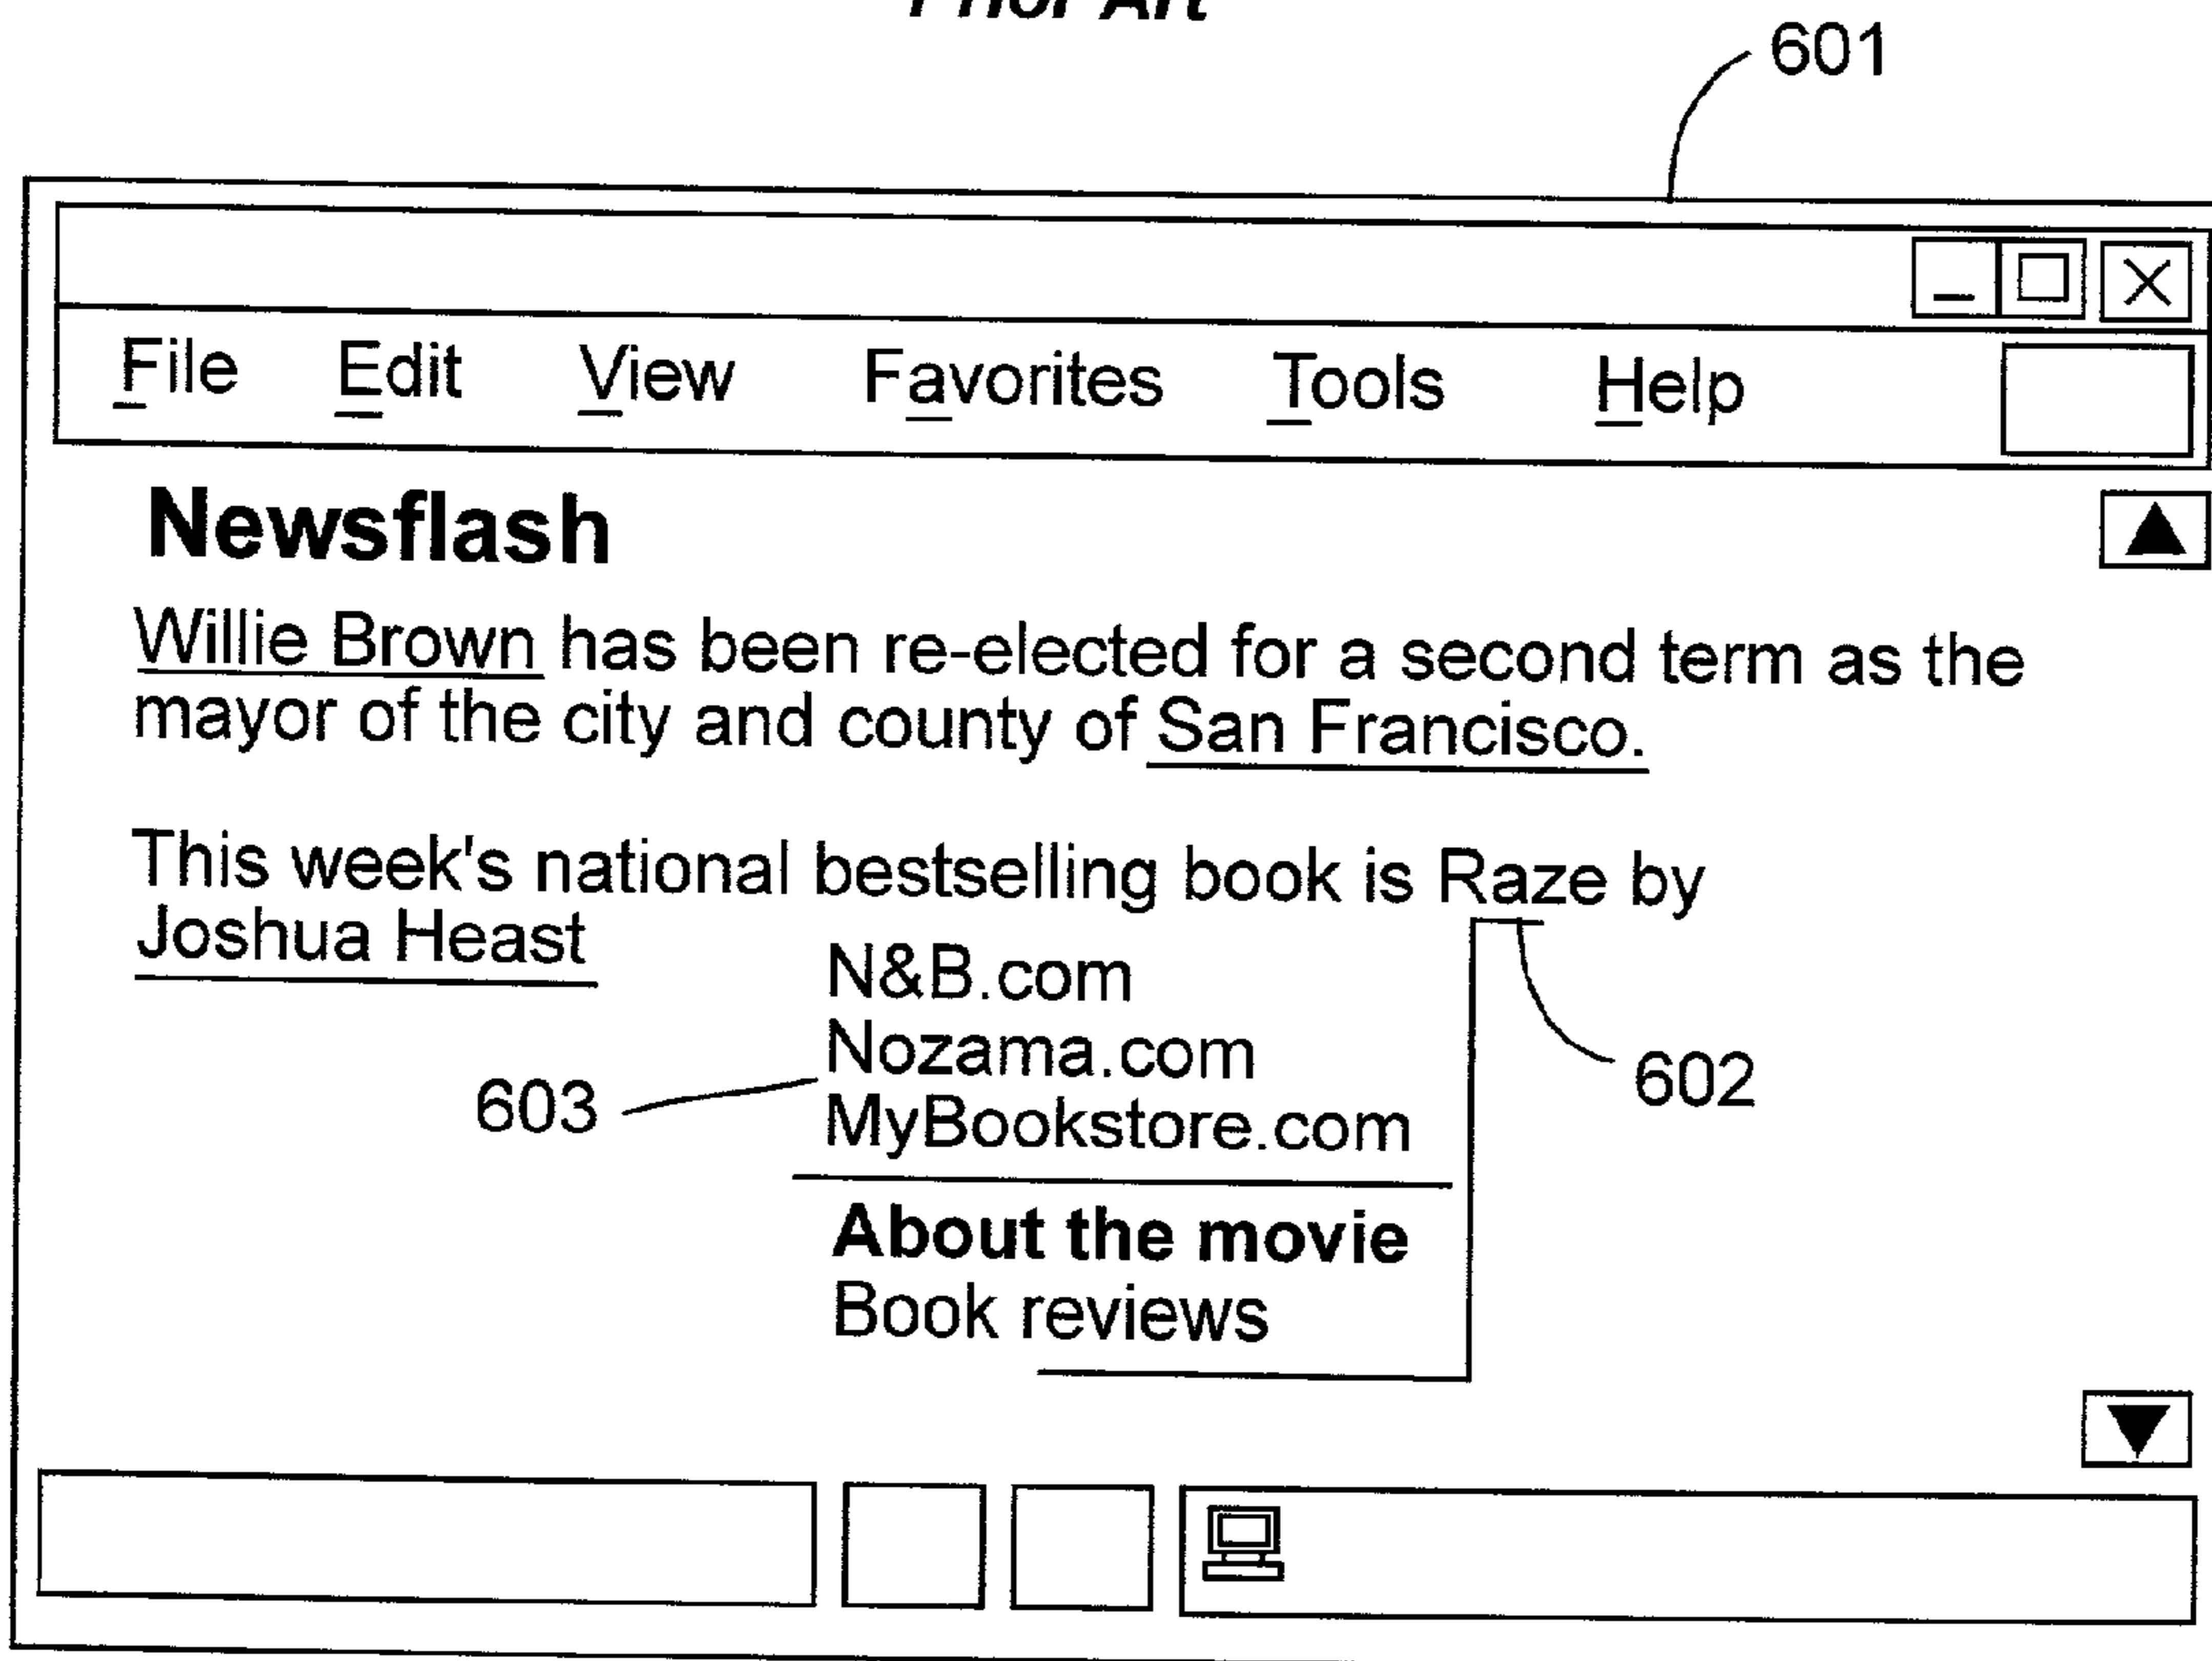 Prior Art
601
File Edit View Favorites Tools Help
Newsflash
Willie Brown has been re-elected for a second term as the
mayor of the city and county of San Francisco.
This week's national bestselling book is Raze by
Joshua Heast
N&B.com
Nozama.com
602
603
MyBookstore.com
About the movie
Book reviews